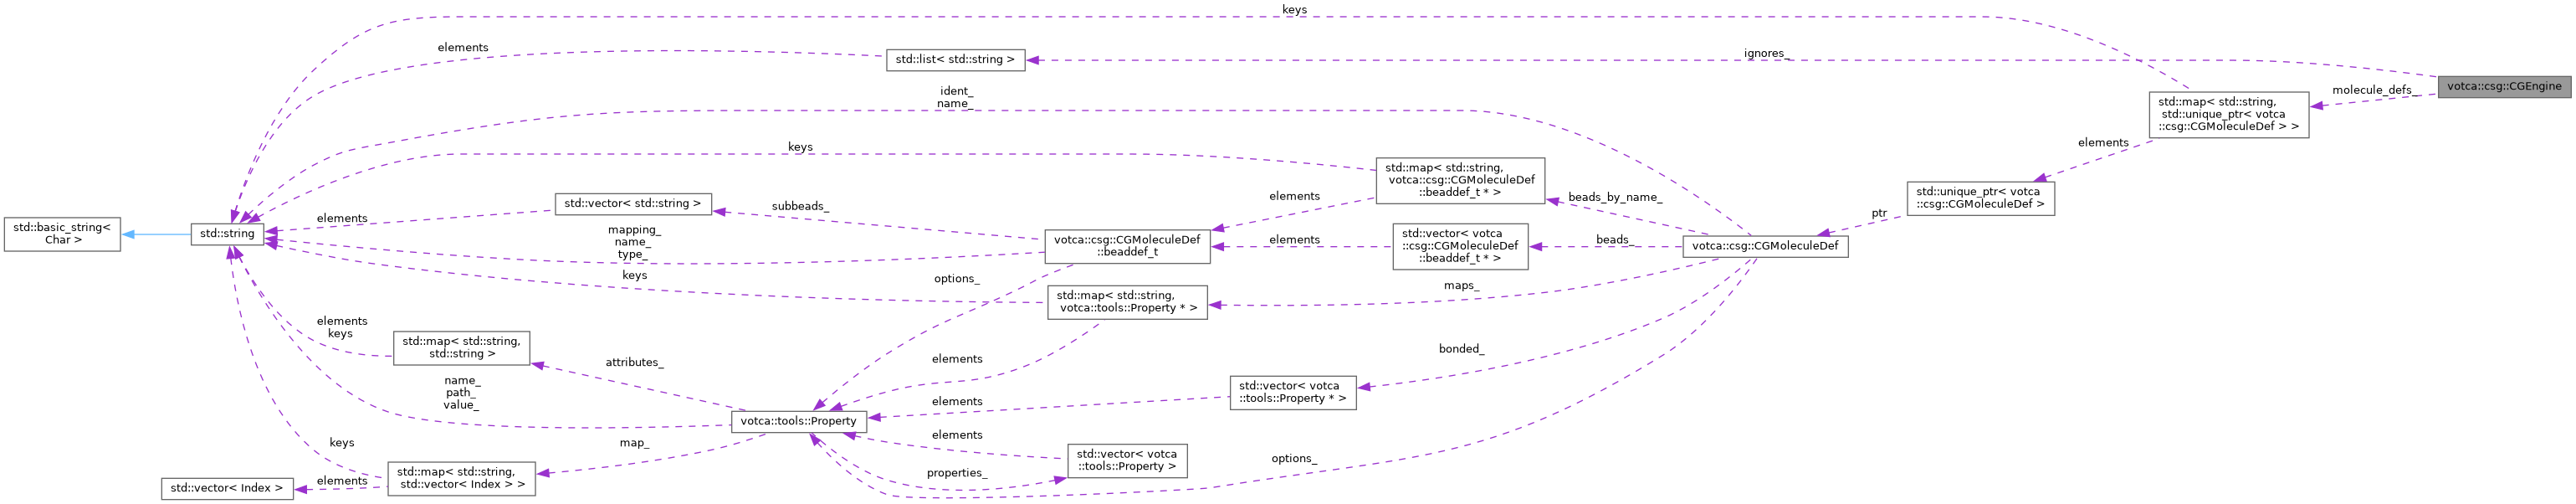 keys
elements
std::list< std::string >
ignores_
votca::csg::CGEngine
molecule_defs_
ident_
name_
std::map< std::string,
std::unique_ptr< votca
::csg::CGMoleculeDef > >
elements
keys
std::map< std::string,
votca::csg::CGMoleculeDef
::beaddef_t * >
std::unique_ptr< votca
::csg::CGMoleculeDef >
ptr
beads_by_name_
elements
std::vector< std::string >
subbeads_
elements
std::basic_string<
Char >
std::string
mapping_
name_
type_
votca::csg::CGMoleculeDef
::beaddef_t
elements
std::vector< votca
::csg::CGMoleculeDef
::beaddef_t * >
beads_
votca::csg::CGMoleculeDef
keys
options_
std::map< std::string,
votca::tools::Property * >
maps_
elements
keys
std::map< std::string,
std::string >
attributes_
elements
bonded_
name_
path_
value_
elements
std::vector< votca
::tools::Property * >
votca::tools::Property
elements
keys
map_
std::vector< votca
::tools::Property >
properties_
options_
std::map< std::string,
std::vector< Index > >
elements
std::vector< Index >